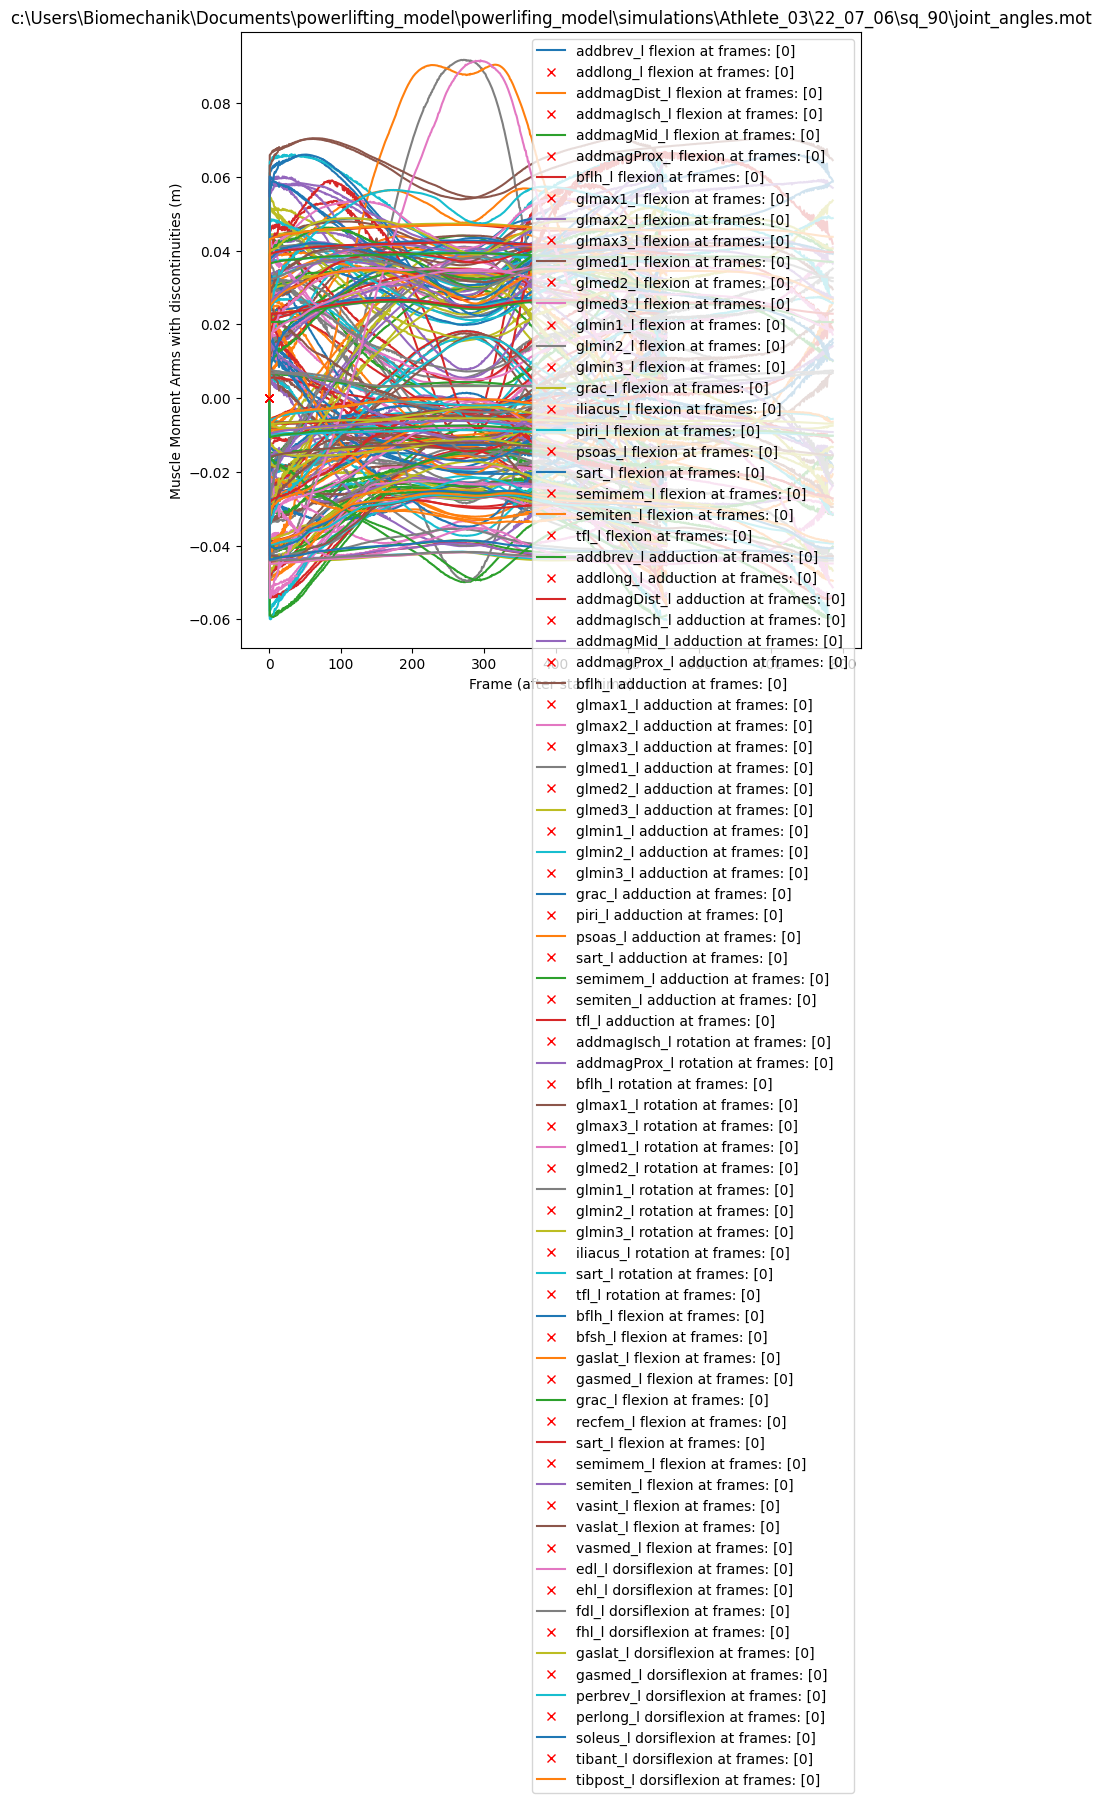 c:\Users\Biomechanik\Documents\powerlifting_model\powerlifing_model\simulations\Athlete_03\22_07_06\sq_90\joint_angles.mot
Muscle Moment Arms with discontinuities (m)
0.08
0.06
0.04
0.02
0.00
−0.02
−0.04
−0.06
0 100 200 300 400
Frame (after
addbrev_l flexion at frames: [0]
addlong_l flexion at frames: [0]
addmagDist_l flexion at frames: [0]
addmagIsch_l flexion at frames: [0]
addmagMid_l flexion at frames: [0]
addmagProx_l flexion at frames: [0]
bflh_l flexion at frames: [0]
glmax1_l flexion at frames: [0]
glmax2_l flexion at frames: [0]
glmax3_l flexion at frames: [0]
glmed1_l flexion at frames: [0]
glmed2_l flexion at frames: [0]
glmed3_l flexion at frames: [0]
glmin1_l flexion at frames: [0]
glmin2_l flexion at frames: [0]
glmin3_l flexion at frames: [0]
grac_l flexion at frames: [0]
iliacus_l flexion at frames: [0]
piri_l flexion at frames: [0]
psoas_l flexion at frames: [0]
sart_l flexion at frames: [0]
semimem_l flexion at frames: [0]
semiten_l flexion at frames: [0]
tfl_l flexion at frames: [0]
addbrev_l adduction at frames: [0]
addlong_l adduction at frames: [0]
addmagDist_l adduction at frames: [0]
addmagIsch_l adduction at frames: [0]
addmagMid_l adduction at frames: [0]
addmagProx_l adduction at frames: [0]
bflh_l adduction at frames: [0]
glmax1_l adduction at frames: [0]
glmax2_l adduction at frames: [0]
glmax3_l adduction at frames: [0]
glmed1_l adduction at frames: [0]
glmed2_l adduction at frames: [0]
glmed3_l adduction at frames: [0]
glmin1_l adduction at frames: [0]
glmin2_l adduction at frames: [0]
glmin3_l adduction at frames: [0]
grac_l adduction at frames: [0]
piri_l adduction at frames: [0]
psoas_l adduction at frames: [0]
sart_l adduction at frames: [0]
semimem_l adduction at frames: [0]
semiten_l adduction at frames: [0]
tfl_l adduction at frames: [0]
addmagIsch_l rotation at frames: [0]
addmagProx_l rotation at frames: [0]
bflh_l rotation at frames: [0]
glmax1_l rotation at frames: [0]
glmax3_l rotation at frames: [0]
glmed1_l rotation at frames: [0]
glmed2_l rotation at frames: [0]
glmin1_l rotation at frames: [0]
glmin2_l rotation at frames: [0]
glmin3_l rotation at frames: [0]
iliacus_l rotation at frames: [0]
sart_l rotation at frames: [0]
tfl_l rotation at frames: [0]
bflh_l flexion at frames: [0]
bfsh_l flexion at frames: [0]
gaslat_l flexion at frames: [0]
gasmed_l flexion at frames: [0]
grac_l flexion at frames: [0]
recfem_l flexion at frames: [0]
sart_l flexion at frames: [0]
semimem_l flexion at frames: [0]
semiten_l flexion at frames: [0]
vasint_l flexion at frames: [0]
vaslat_l flexion at frames: [0]
vasmed_l flexion at frames: [0]
edl_l dorsiflexion at frames: [0]
ehl_l dorsiflexion at frames: [0]
fdl_l dorsiflexion at frames: [0]
fhl_l dorsiflexion at frames: [0]
gaslat_l dorsiflexion at frames: [0]
gasmed_l dorsiflexion at frames: [0]
perbrev_l dorsiflexion at frames: [0]
perlong_l dorsiflexion at frames: [0]
soleus_l dorsiflexion at frames: [0]
tibant_l dorsiflexion at frames: [0]
tibpost_l dorsiflexion at frames: [0]